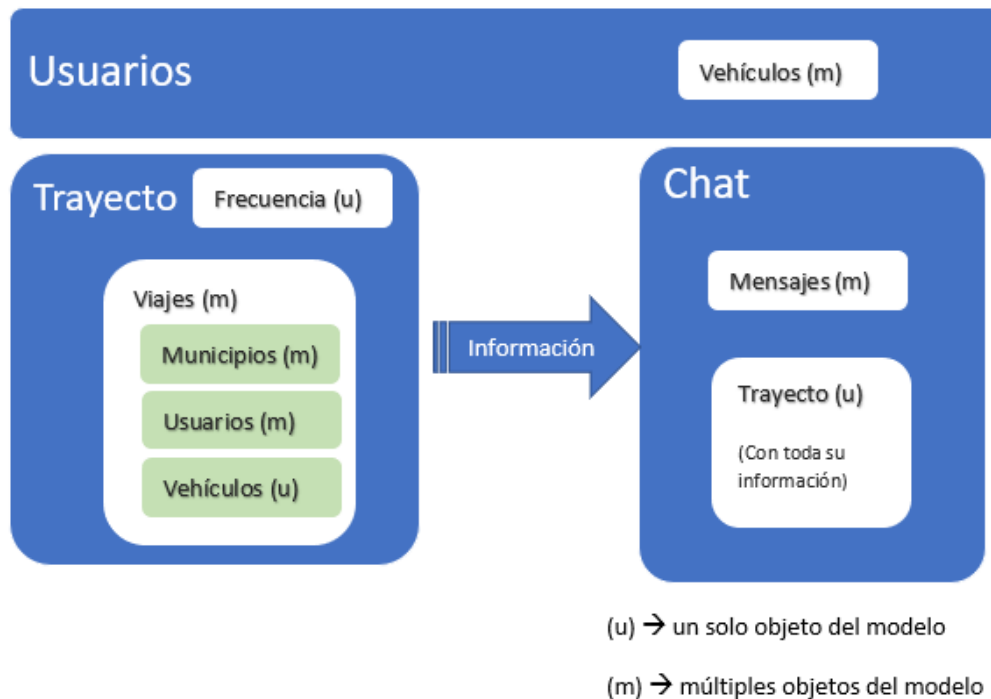 Usuarios
Vehículos (m)
Trayecto
Frecuencia (u)
Viajes (m)
Municipios (m)
Usuarios (m)
Vehículos (u)
Información
Chat
Mensajes (m)
Trayecto (u)
(Con toda su
información)
(u) → un solo objeto del modelo
(m) → múltiples objetos del modelo